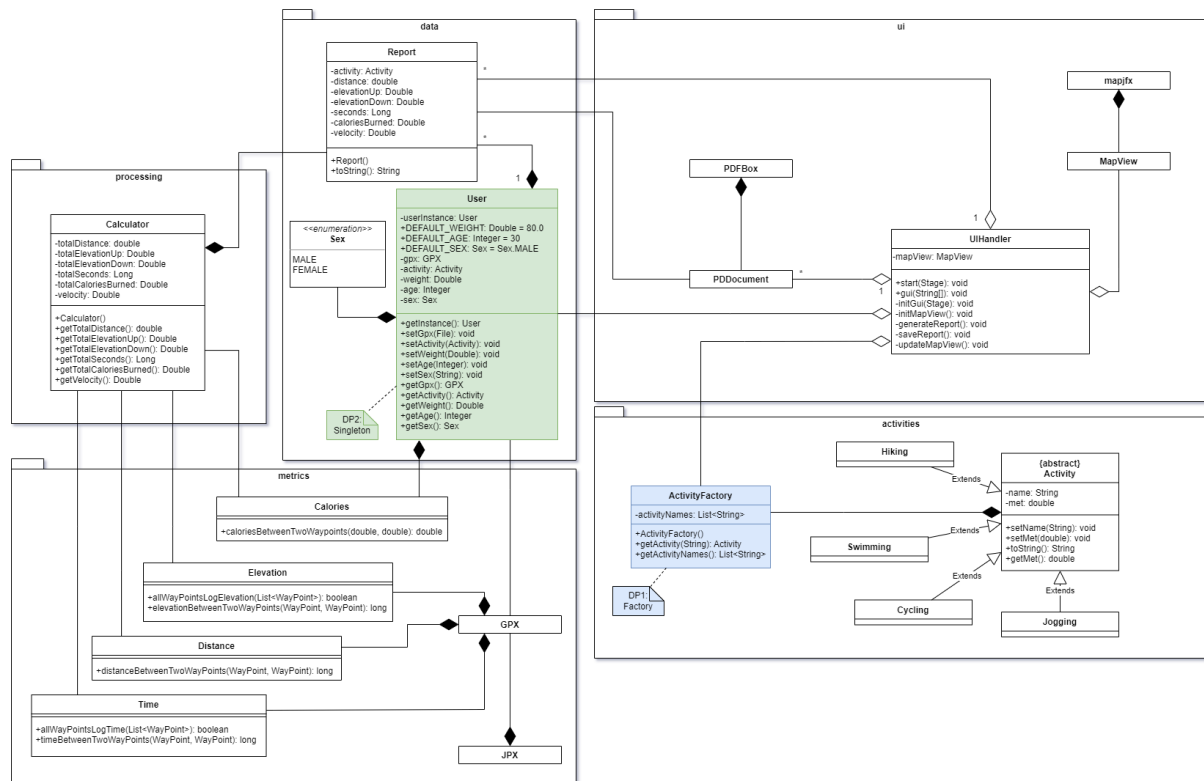 data
Report
-activity: Activity
-distance: double
-elevationUp: Double
-elevationDown: Double
-seconds: Long
-caloriesBurned: Double
-velocity: Double
+Report()
+toString(): String
*
*
1
User
-userInstance: User
+DEFAULT_WEIGHT: Double = 80.0
+DEFAULT_AGE: Integer = 30
+DEFAULT_SEX: Sex = Sex.MALE
-gpx: GPX
-activity: Activity
-weight: Double
-age: Integer
-sex: Sex
+getInstance(): User
+setGpx(File): void
+setActivity(Activity): void
+setWeight(Double): void
+setAge(Integer): void
+setSex(String): void
+getGpx(): GPX
+getActivity(): Activity
+getWeight(): Double
+getAge(): Integer
+getSex(): Sex
<<enumeration>>
Sex
MALE
FEMALE
DP2:
Singleton
processing
Calculator
-totalDistance: double
-totalElevationUp: Double
-totalElevationDown: Double
-totalSeconds: Long
-totalCaloriesBurned: Double
-velocity: Double
+Calculator()
+getTotalDistance(): double
+getTotalElevationUp(): Double
+getTotalElevationDown(): Double
+getTotalSeconds(): Long
+getTotalCaloriesBurned(): Double
+getVelocity(): Double
ui
mapjfx
MapView
PDFBox
PDDocument
*
1
1
UIHandler
-mapView: MapView
+start(Stage): void
+gui(String[]): void
-initGui(Stage): void
-initMapView(): void
-generateReport(): void
-saveReport(): void
-updateMapView(): void
metrics
Calories
+caloriesBetweenTwoWaypoints(double, double): double
Elevation
+allWayPointsLogElevation(List<WayPoint>): boolean
+elevationBetweenTwoWayPoints(WayPoint, WayPoint): long
GPX
Distance
+distanceBetweenTwoWayPoints(WayPoint, WayPoint): long
Time
+allWayPointsLogTime(List<WayPoint>): boolean
+timeBetweenTwoWayPoints(WayPoint, WayPoint): long
JPX
activities
Hiking
Extends
{abstract}
Activity
-name: String
-met: double
+setName(String): void
+setMet(double): void
+toString(): String
+getMet(): double
ActivityFactory
-activityNames: List<String>
+ActivityFactory()
+getActivity(String): Activity
+getActivityNames(): List<String>
DP1:
Factory
Extends
Swimming
Extends
Cycling
Extends
Jogging